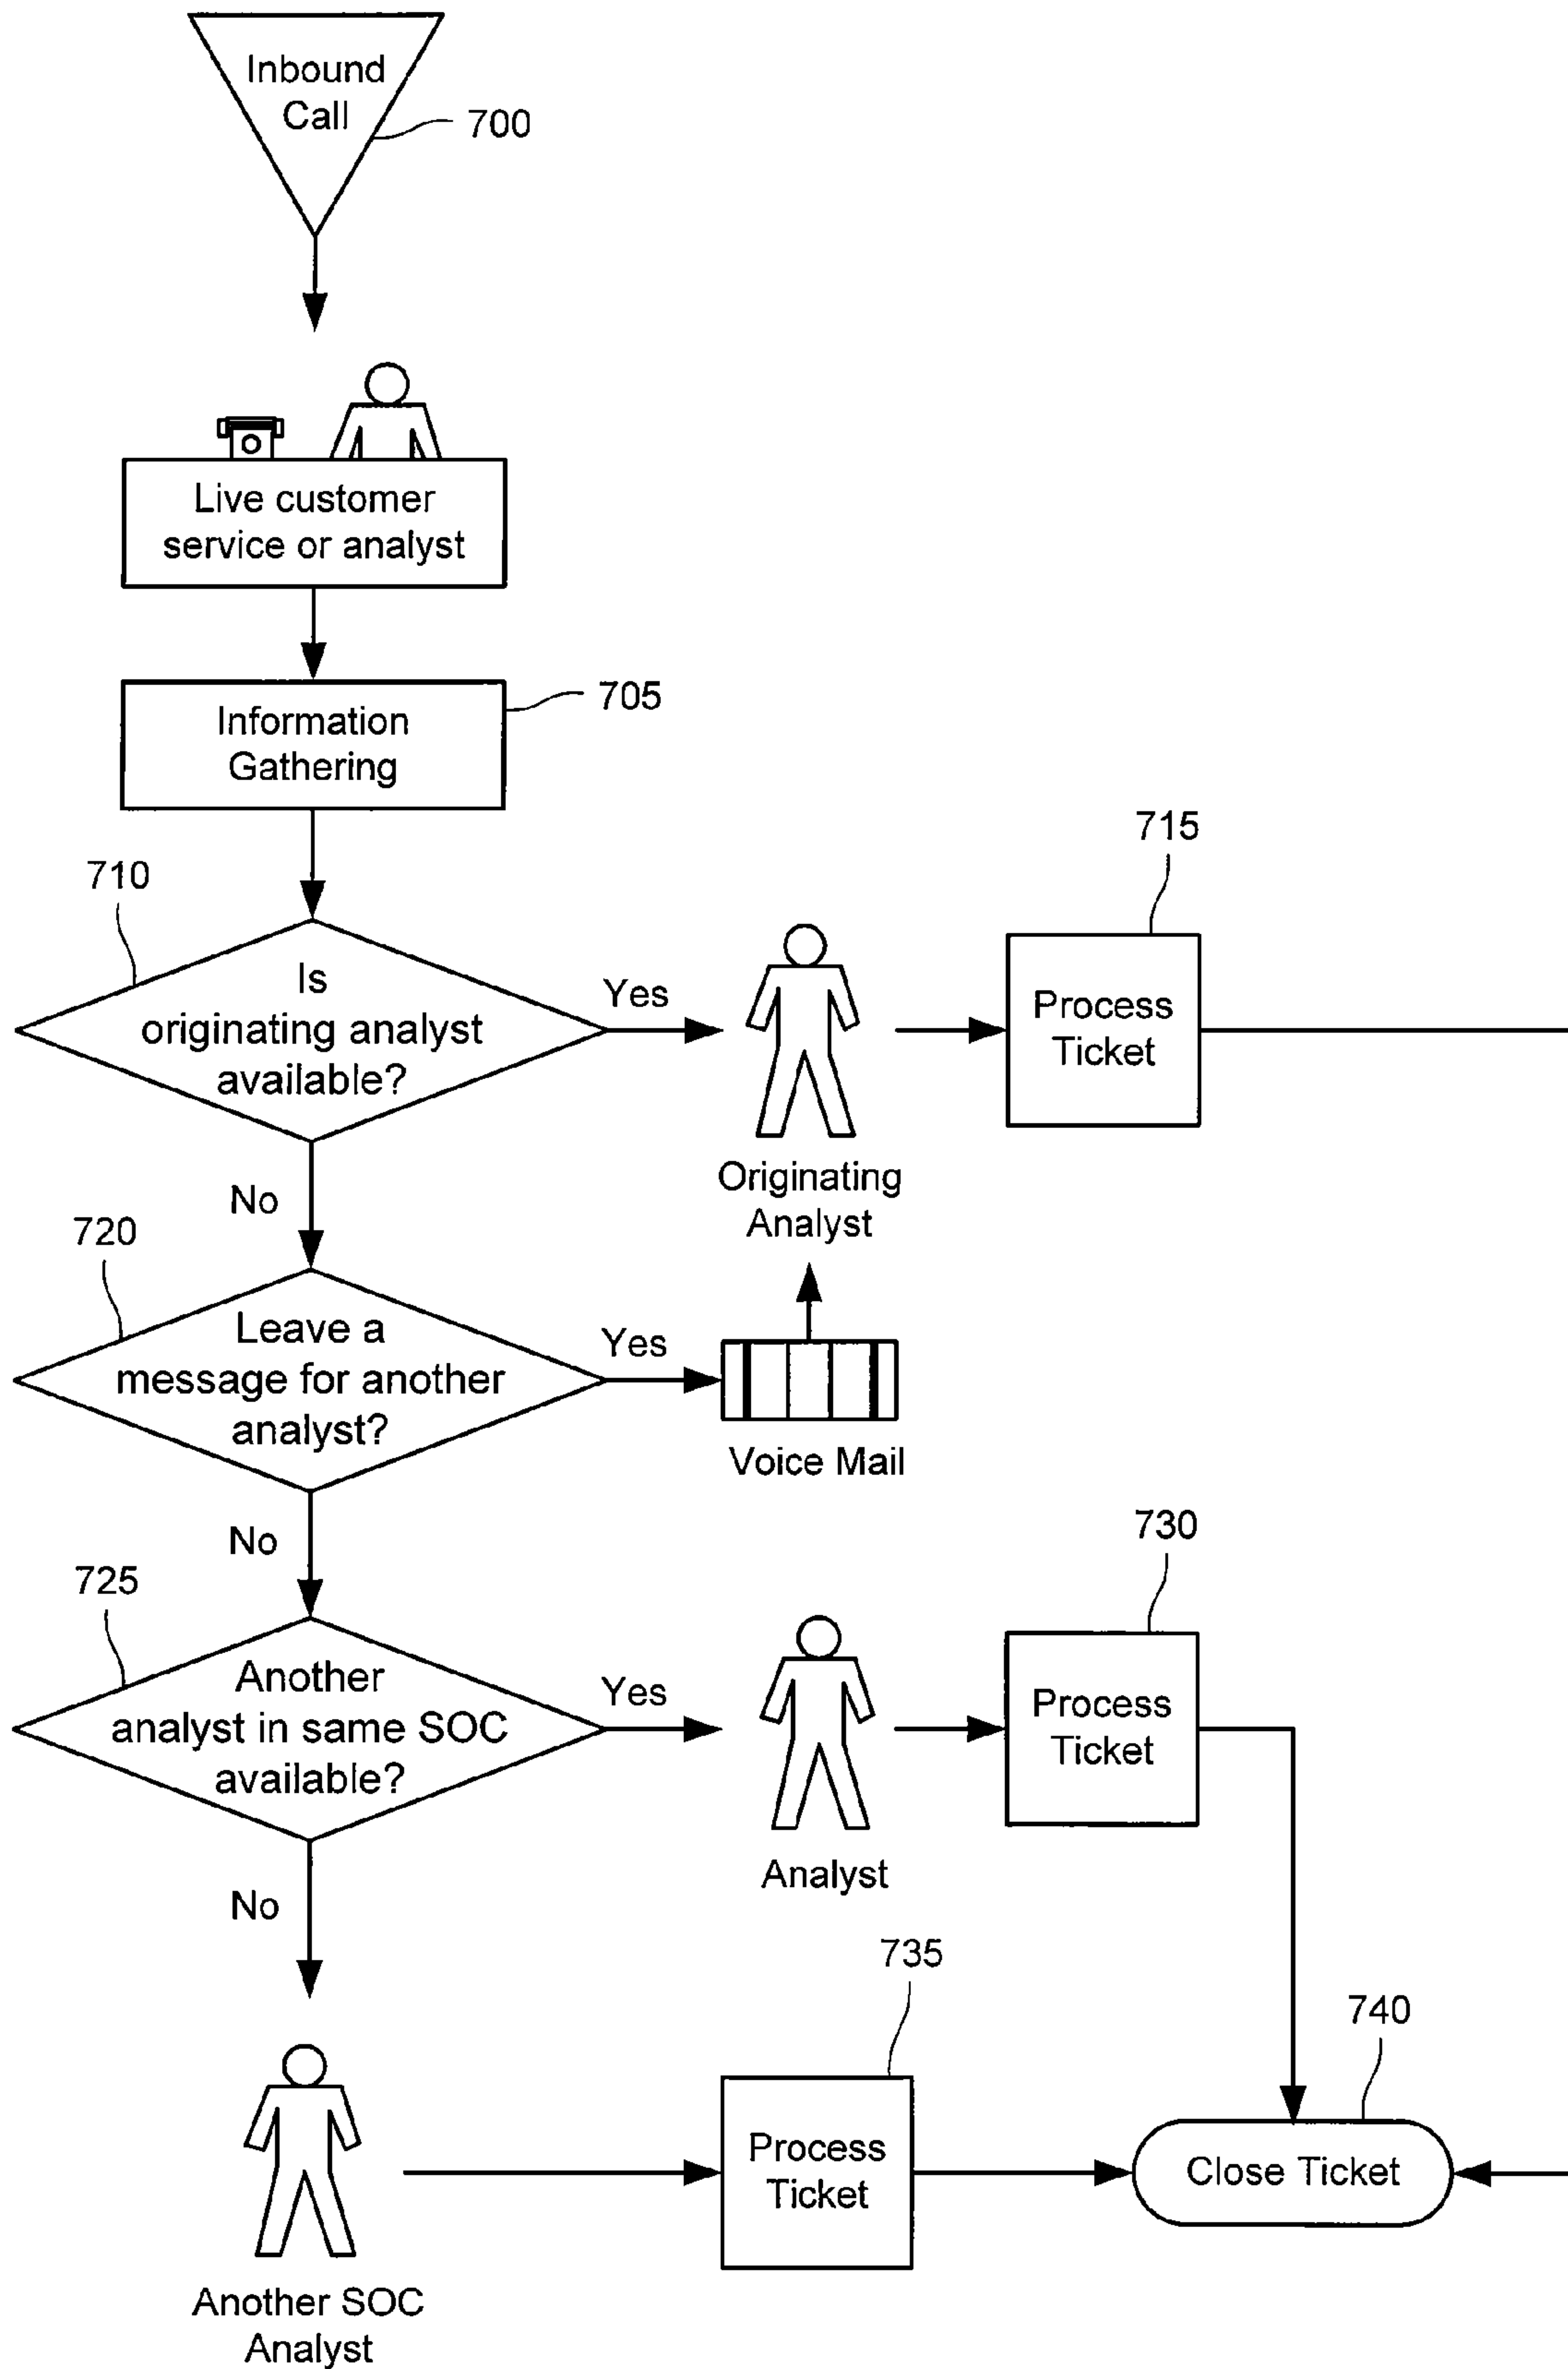 Inbound
Call
700
Live customer
service or analyst
705
Information
Gathering
715
710
Is
originating analyst
available?
Yes
Process
Ticket
Originating
Analyst
No
720
Leave a
message for another
analyst?
Yes
Voice Mail
No
730
725
Another
analyst in same SOC
available?
Yes
Process
Ticket
Analyst
No
735
740
Process
Ticket
Close Ticket
Another SOC
Analyst